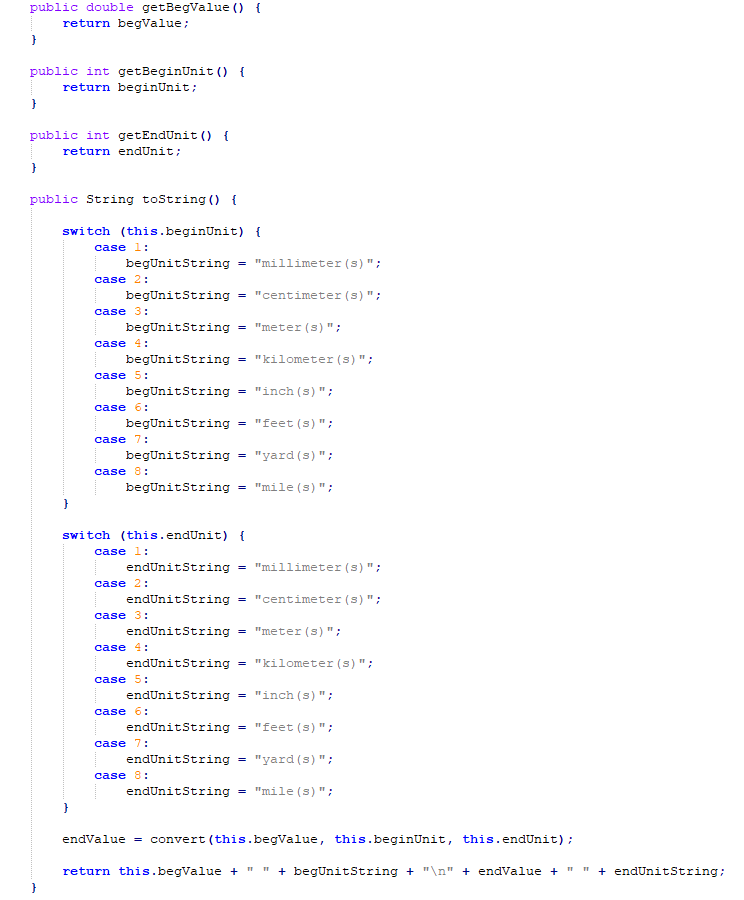 public double getBegValue() {
return begValue;
}
public int getBeginUnit() {
return beginUnit;
}
public int getEndUnit() {
return endUnit;
}
public String toString() {
switch (this.beginUnit) {
case 1:
begUnitString = "millimeter(s)";
case 2:
begUnitString = "centimeter(s)";
case 3:
begUnitString = "meter(s)";
case 4:
begUnitString = "kilometer(s)";
case 5:
begUnitString = "inch(s)";
case 6:
begUnitString = "feet(s)";
case 7:
begUnitString = "yard(s)";
case 8:
begUnitString = "mile(s)";
}
switch (this.endUnit) {
case 1:
endUnitString = "millimeter(s)";
case 2:
endUnitString = "centimeter(s)";
case 3:
endUnitString = "meter(s)";
case 4:
endUnitString = "kilometer(s)";
case 5:
endUnitString = "inch(s)";
case 6:
endUnitString = "feet(s)";
case 7:
endUnitString = "yard(s)";
case 8:
endUnitString = "mile(s)";
}
endValue = convert(this.begValue, this.beginUnit, this.endUnit);
return this.begValue + " " + begUnitString + "\n" + endValue + " " + endUnitString;
}